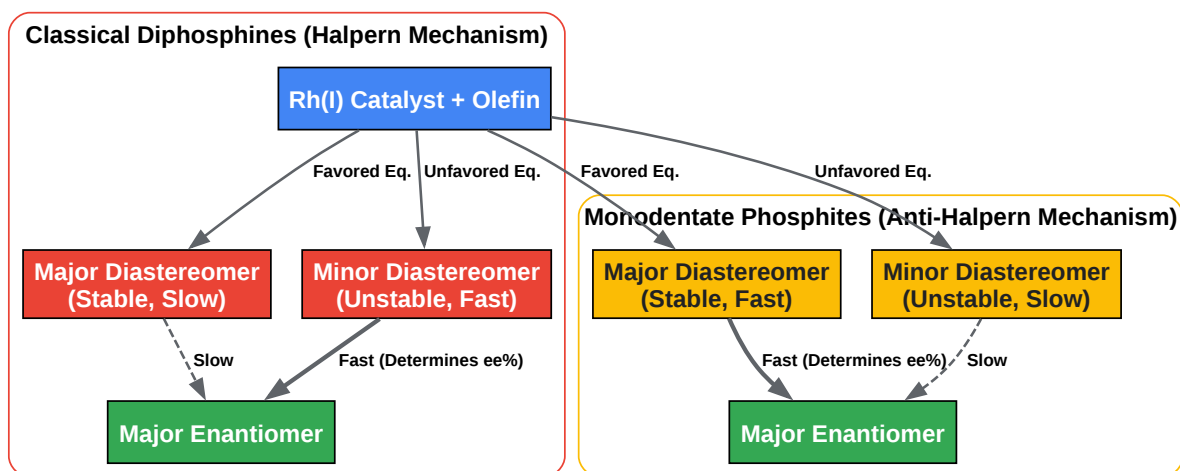 Classical Diphosphines (Halpern Mechanism)
Rh(I) Catalyst + Olefin
Favored Eq.
Unfavored Eq.
Favored Eq.
Unfavored Eq.
Monodentate Phosphites (Anti-Halpern Mechanism)
Major Diastereomer
(Stable, Slow)
Minor Diastereomer
(Unstable, Fast)
Major Diastereomer
(Stable, Fast)
Minor Diastereomer
(Unstable, Slow)
Slow
Fast (Determines ee%)
Fast (Determines ee%)
Slow
Major Enantiomer
Major Enantiomer